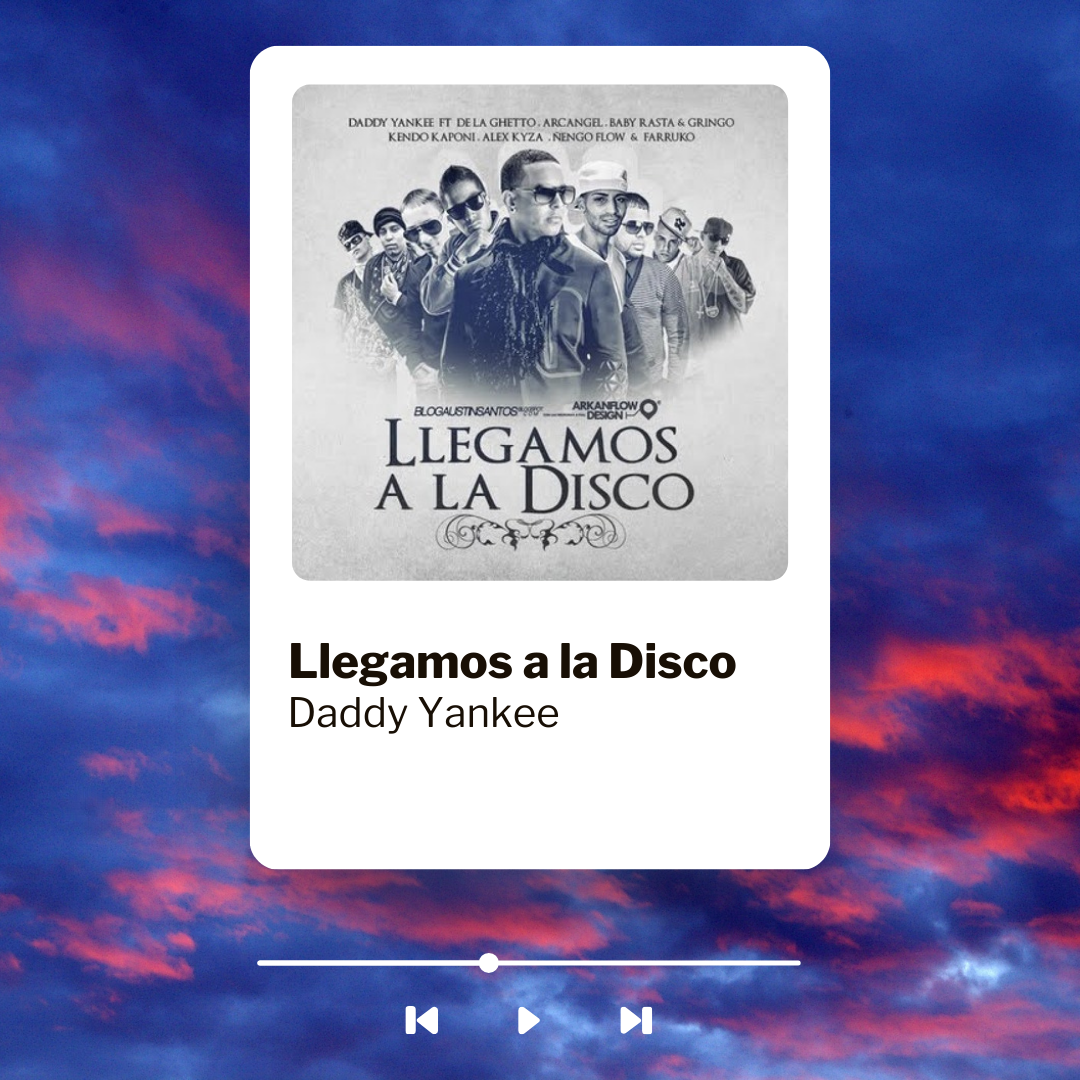 DADDY YANKEE FT DE LA GHETTO . ARCANGEL . BABY RASTA & GRINGO
KENDO KAPONI . ALEX KYZA . ÑENGO FLOW & FARRUKO
BLOGAUSTINSANTOS
ARKANFLOW
DESIGN
LLEGAMOS
A LA DISCO
Llegamos a la Disco
Daddy Yankee